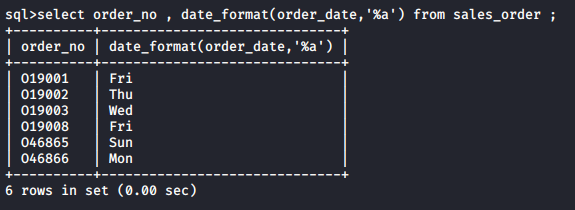 sql>select order_no , date_format(order_date,'%a') from sales_order ;
+----------+-------------------------------+
| order_no | date_format(order_date,'%a') |
+----------+-------------------------------+
| O19001 | Fri |
| O19002 | Thu |
| O19003 | Wed |
| O19008 | Fri |
| O46865 | Sun |
| O46866 | Mon |
+----------+-------------------------------+
6 rows in set (0.00 sec)